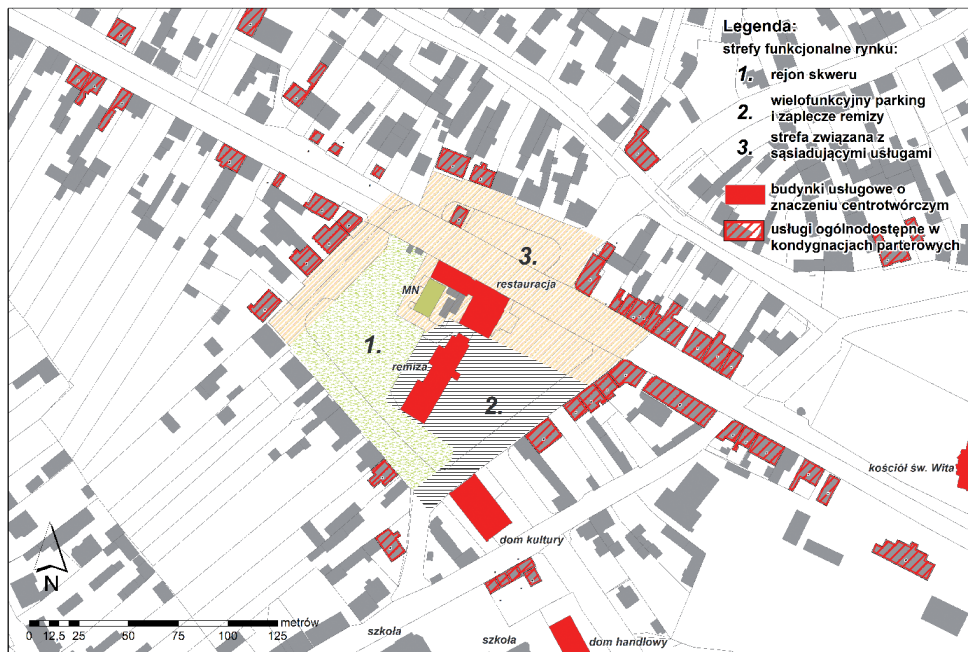 Legenda:
strefy funkcjonalne rynku:
1. rejon skweru
2. wielofunkcyjny parking
i zaplecze remizy
3. strefa związana z
sąsiadującymi usługami
budynki usługowe o
znaczeniu centrotwórczym
usługi ogólnodostępne w
kondygnacjach parterowych
3.
MN
restauracja
1.
remiza
2.
kościół św. Wita
dom kultury
N
metrów
0 12,5 25 50 75 100 125
szkoła
szkoła
dom handlowy